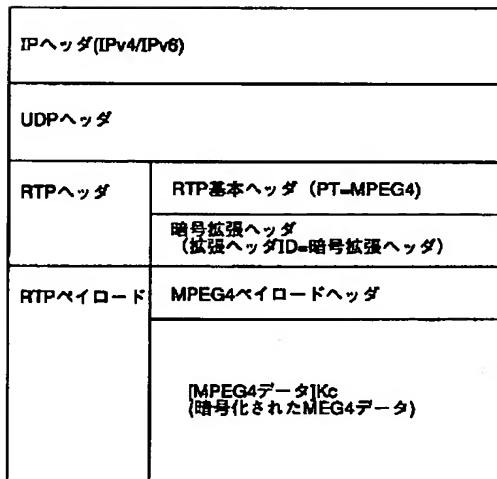 IPヘッダ(IPv4/IPv6)
UDPヘッダ
RTPヘッダ
RTP基本ヘッダ（PT=MPEG4)
暗号拡張ヘッダ
（拡張ヘッダID=暗号拡張ヘッダ）
RTPペイロード
MPEG4ペイロードヘッダ
[MPEG4データ]Kc
(暗号化されたMEG4データ)